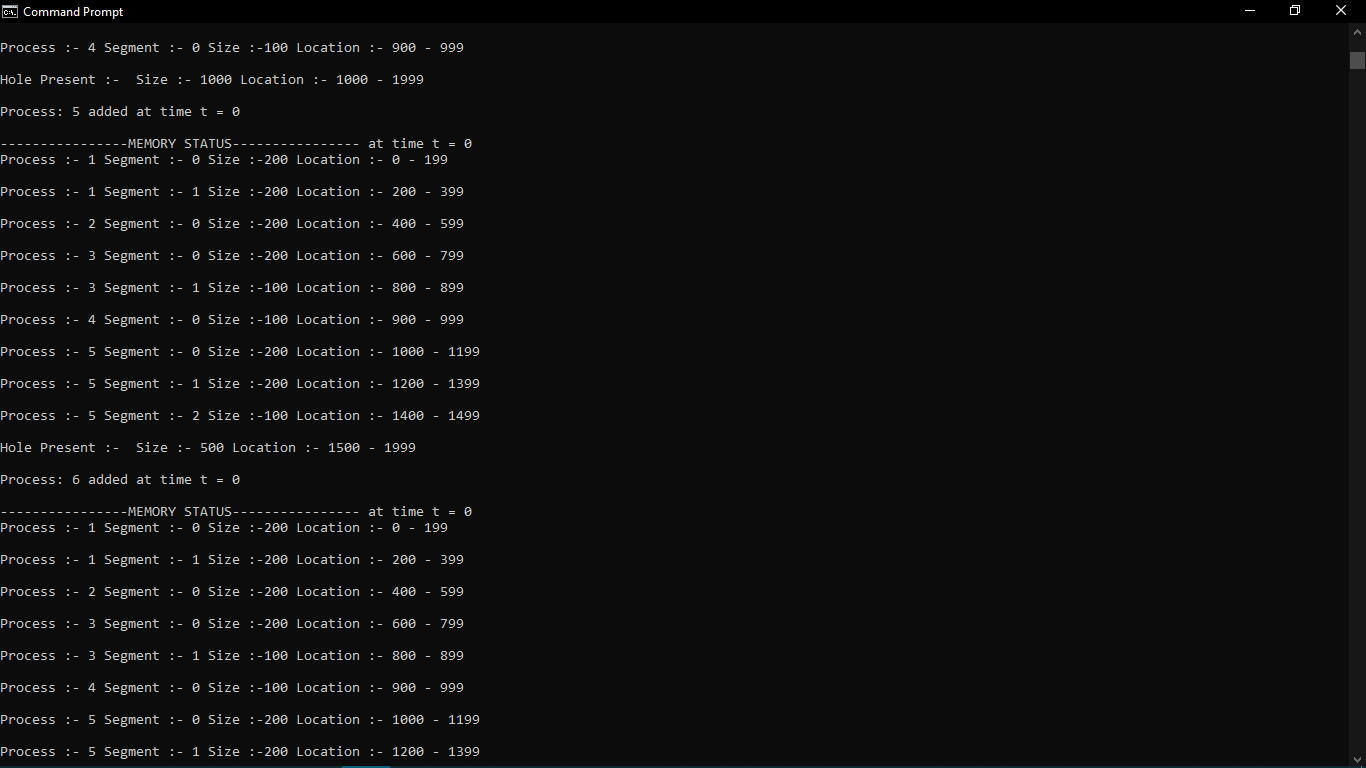 Command Prompt
Process :- 4 Segment :- 0 Size :-100 Location :- 900 - 999
Hole Present :-  Size :- 1000 Location :- 1000 - 1999
Process: 5 added at time t = 0
----------------MEMORY STATUS---------------- at time t = 0
Process :- 1 Segment :- 0 Size :-200 Location :- 0 - 199
Process :- 1 Segment :- 1 Size :-200 Location :- 200 - 399
Process :- 2 Segment :- 0 Size :-200 Location :- 400 - 599
Process :- 3 Segment :- 0 Size :-200 Location :- 600 - 799
Process :- 3 Segment :- 1 Size :-100 Location :- 800 - 899
Process :- 4 Segment :- 0 Size :-100 Location :- 900 - 999
Process :- 5 Segment :- 0 Size :-200 Location :- 1000 - 1199
Process :- 5 Segment :- 1 Size :-200 Location :- 1200 - 1399
Process :- 5 Segment :- 2 Size :-100 Location :- 1400 - 1499
Hole Present :-  Size :- 500 Location :- 1500 - 1999
Process: 6 added at time t = 0
----------------MEMORY STATUS---------------- at time t = 0
Process :- 1 Segment :- 0 Size :-200 Location :- 0 - 199
Process :- 1 Segment :- 1 Size :-200 Location :- 200 - 399
Process :- 2 Segment :- 0 Size :-200 Location :- 400 - 599
Process :- 3 Segment :- 0 Size :-200 Location :- 600 - 799
Process :- 3 Segment :- 1 Size :-100 Location :- 800 - 899
Process :- 4 Segment :- 0 Size :-100 Location :- 900 - 999
Process :- 5 Segment :- 0 Size :-200 Location :- 1000 - 1199
Process :- 5 Segment :- 1 Size :-200 Location :- 1200 - 1399